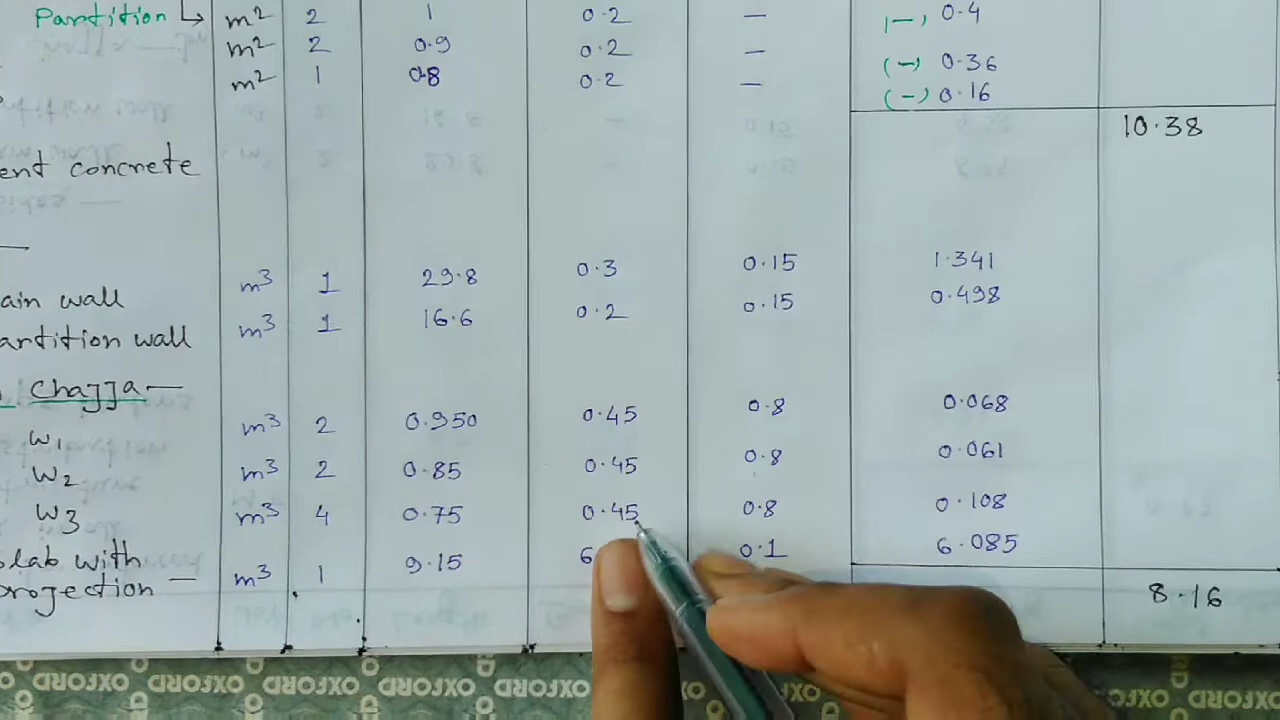 Partition ↳ m² 2 1 0.2 — (-) 0.4
m² 2 0.9 0.2 — (-) 0.36
m² 1 0.8 0.2 — (-) 0.16
10.38
ent concrete
ain wall m³ 1 29.8 0.3 0.15 1.341
artition wall m³ 1 16.6 0.2 0.15 0.498
Chajja —
W1 m³ 2 0.950 0.45 0.8 0.068
W2 m³ 2 0.85 0.45 0.8 0.061
W3 m³ 4 0.75 0.45 0.8 0.108
lab with
projection — m³ 1 9.15 6 0.1 6.085
8.16
OXFORD OXFORD OXFORD OXFORD OXFORD OXFORD